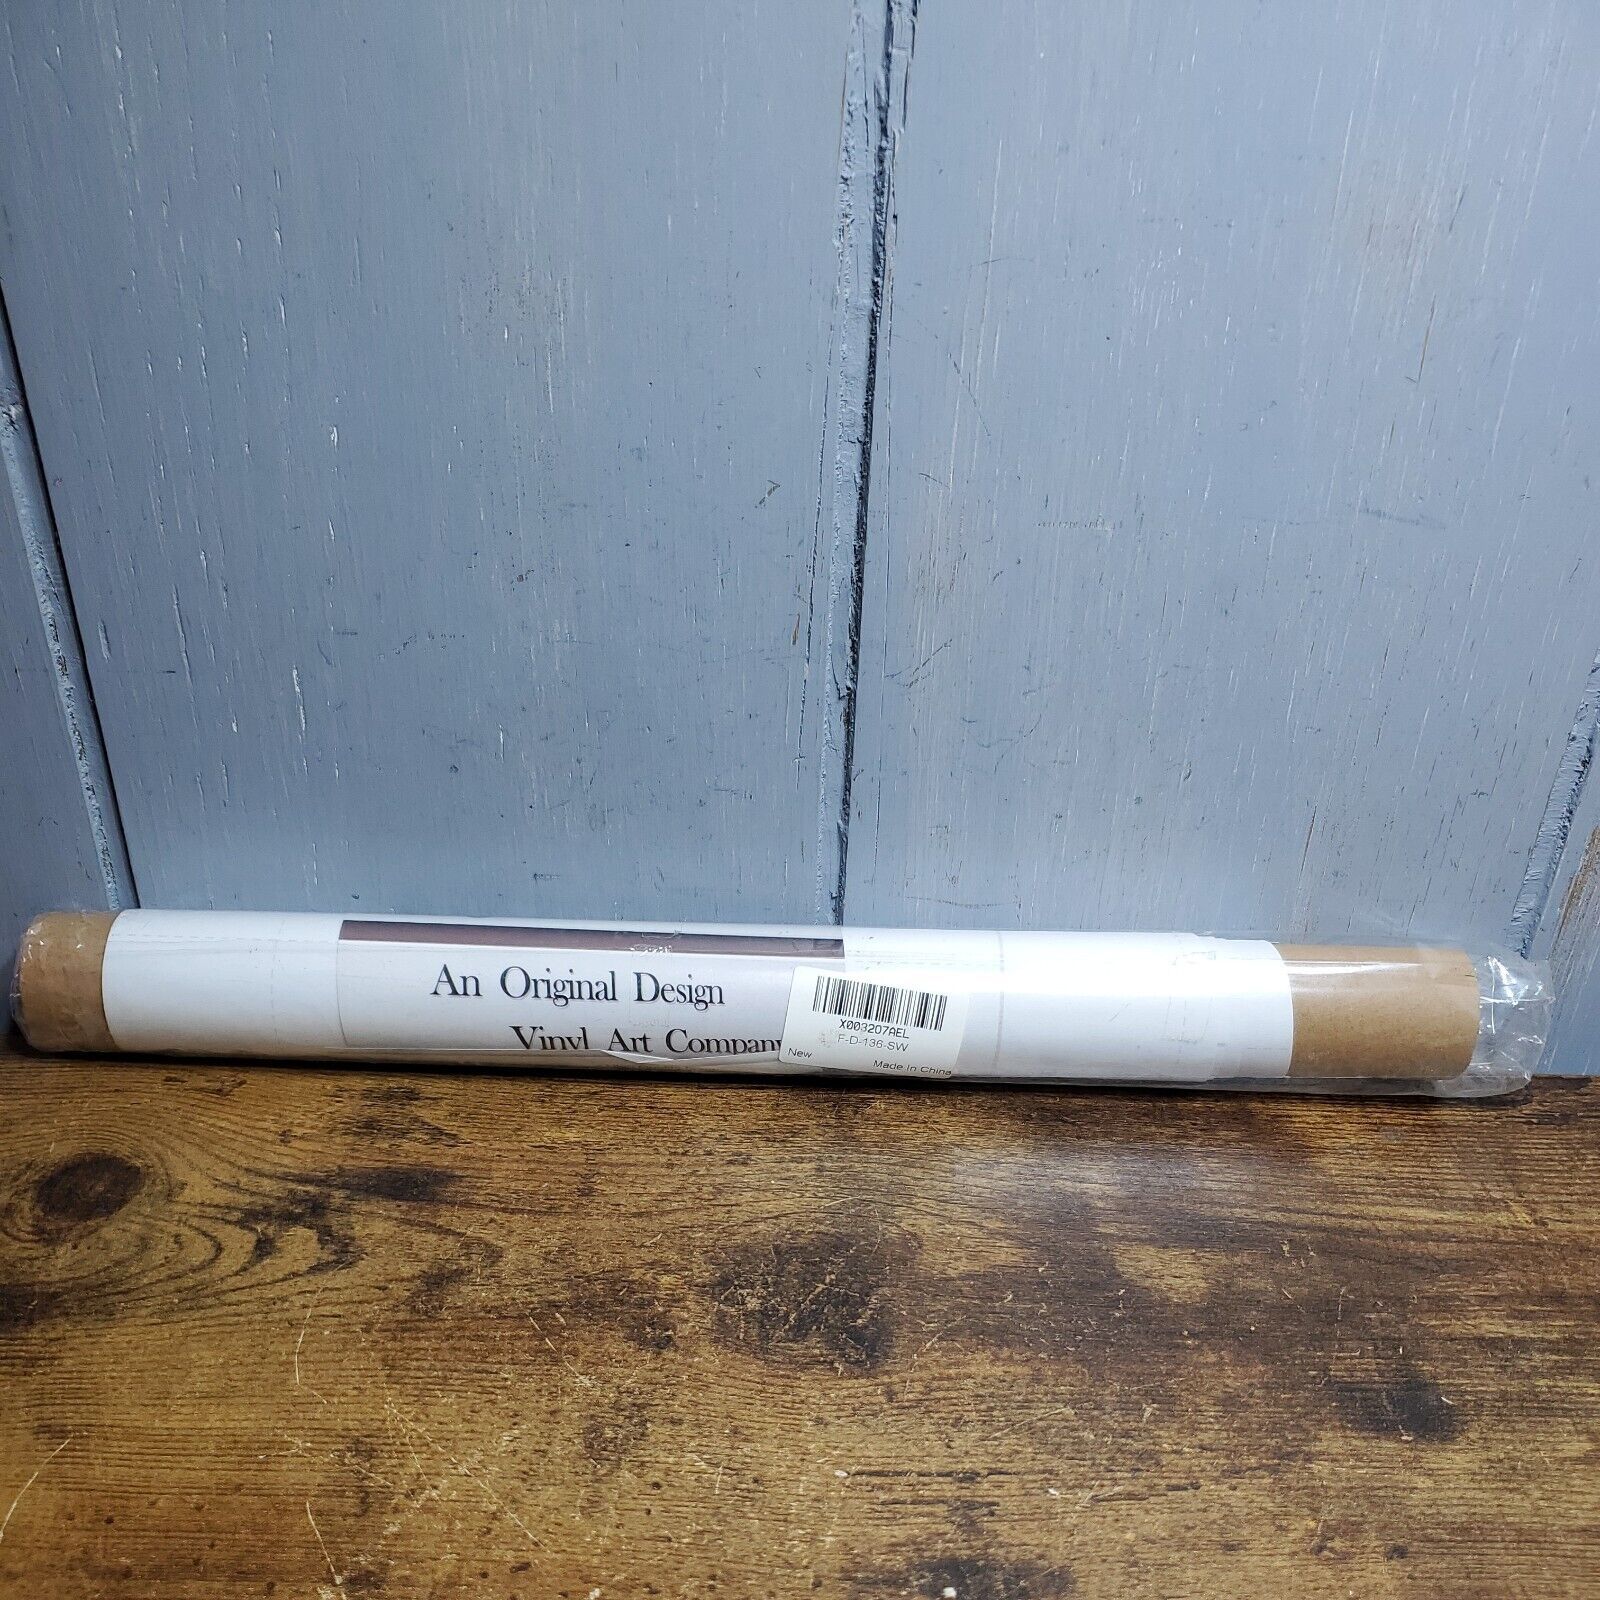 An Original Design
Vinyl Art Company
X003207AEL
F-D-136-SW
New
Made In China